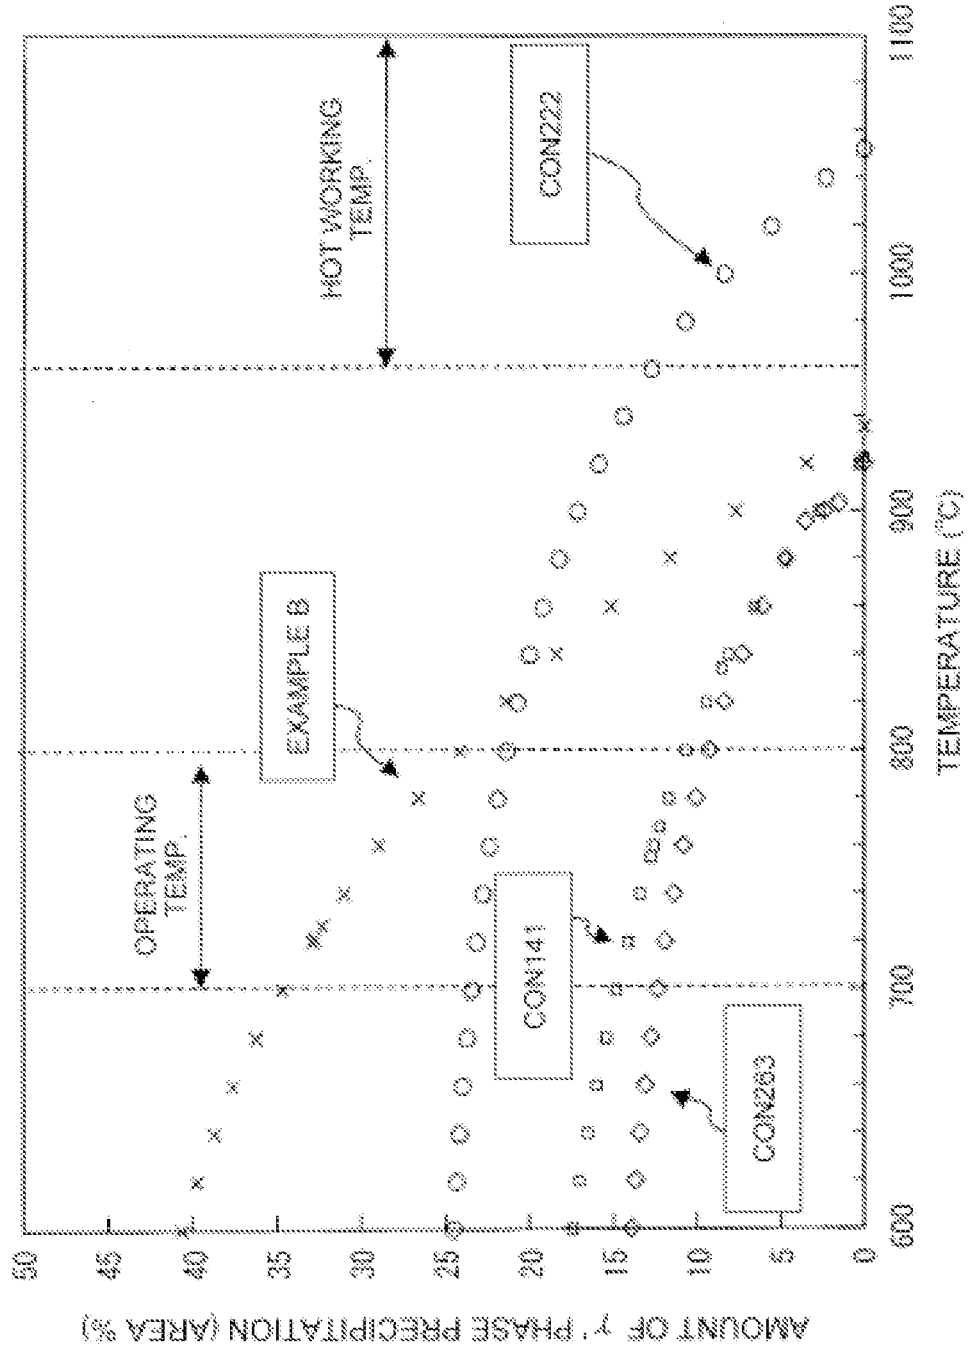 AMOUNT OF γ' PHASE PRECIPITATION (AREA %)
50
45
40
35
30
25
20
15
10
5
0
OPERATING
TEMP.
HOT WORKING
TEMP.
EXAMPLE B
CON222
CON141
CON263
600
700
800
900
1000
1100
TEMPERATURE (°C)